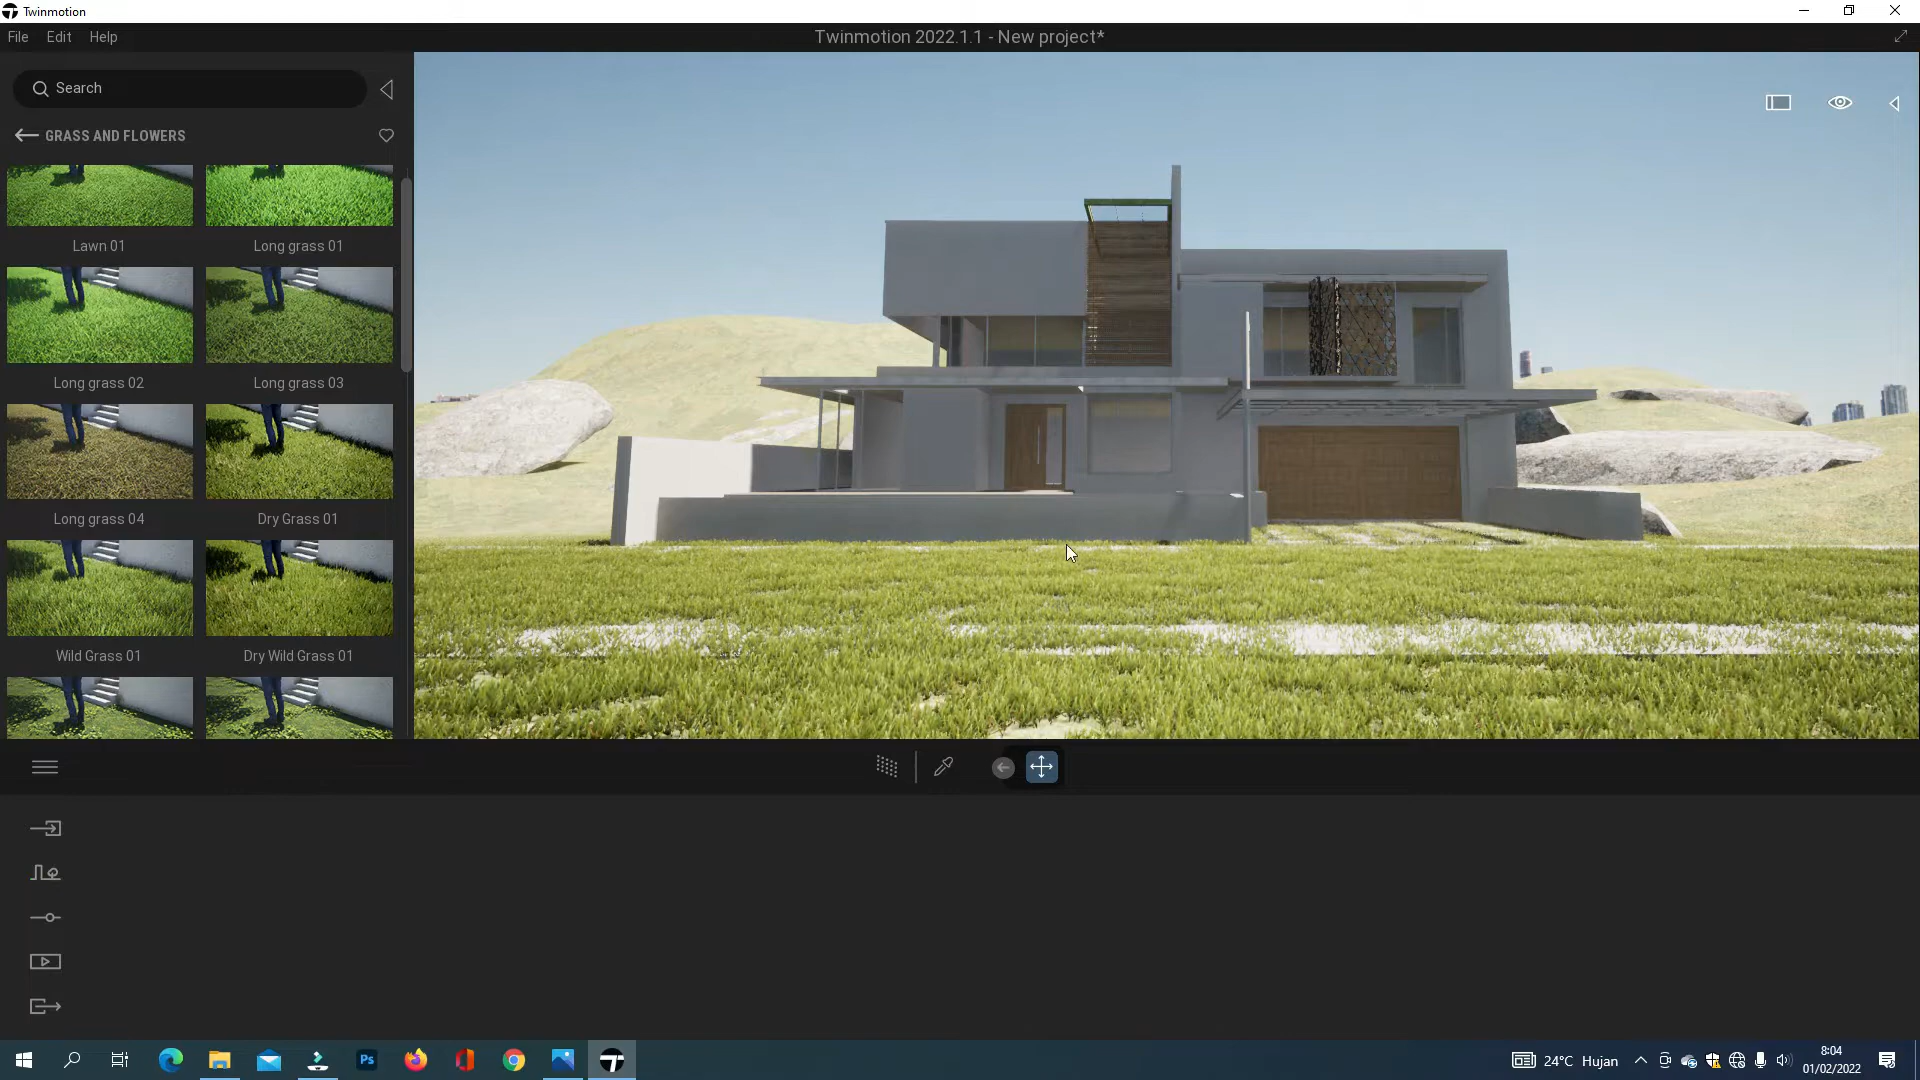 Twinmotion
File Edit Help
Twinmotion 2022.1.1 - New project*
Search
GRASS AND FLOWERS
Lawn 01
Long grass 01
Long grass 02
Long grass 03
Long grass 04
Dry Grass 01
Wild Grass 01
Dry Wild Grass 01
Ps
24°C Hujan
8:04
01/02/2022